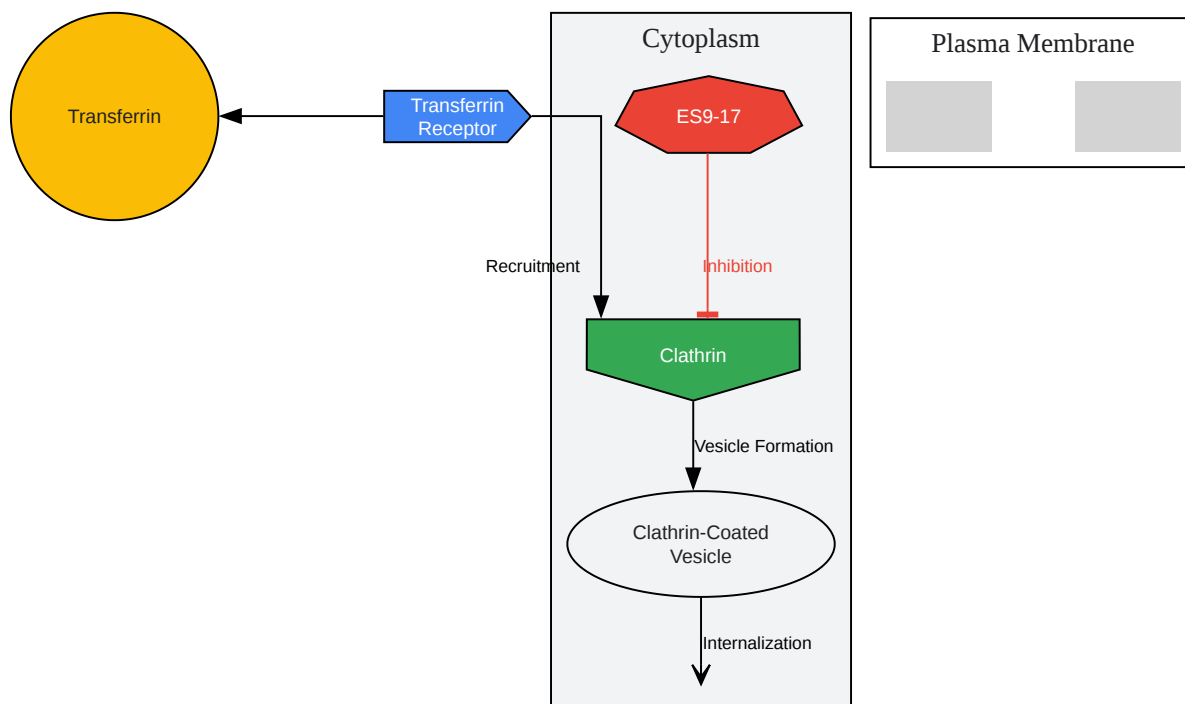 Cytoplasm
Plasma Membrane
Transferrin
Transferrin
Receptor
ES9-17
Recruitment
Inhibition
Clathrin
Vesicle Formation
Clathrin-Coated
Vesicle
Internalization